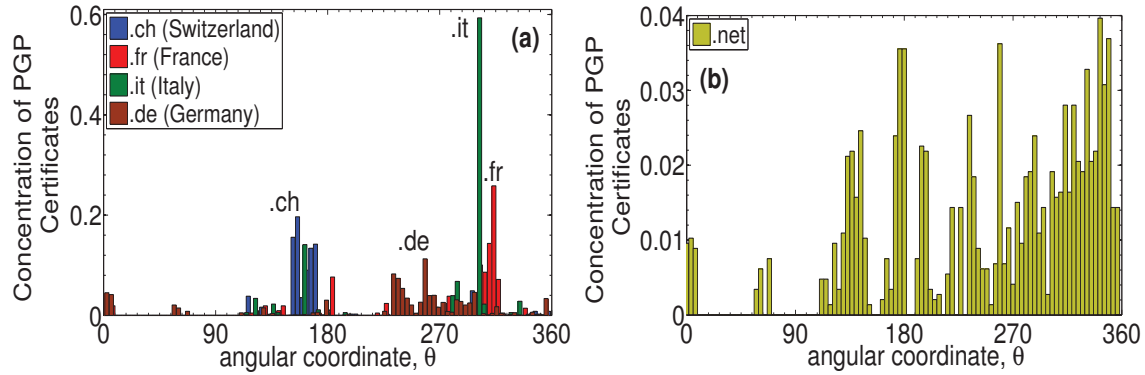 (a)
.ch (Switzerland)
.fr (France)
.it (Italy)
.de (Germany)
.it
.fr
.ch
.de
Concentration of PGP
Certificates
0.6
0.4
0.2
0
0 90 180 270 360
angular coordinate, θ
(b)
.net
Concentration of PGP
Certificates
0.04
0.03
0.02
0.01
0
0 90 180 270 360
angular coordinate, θ